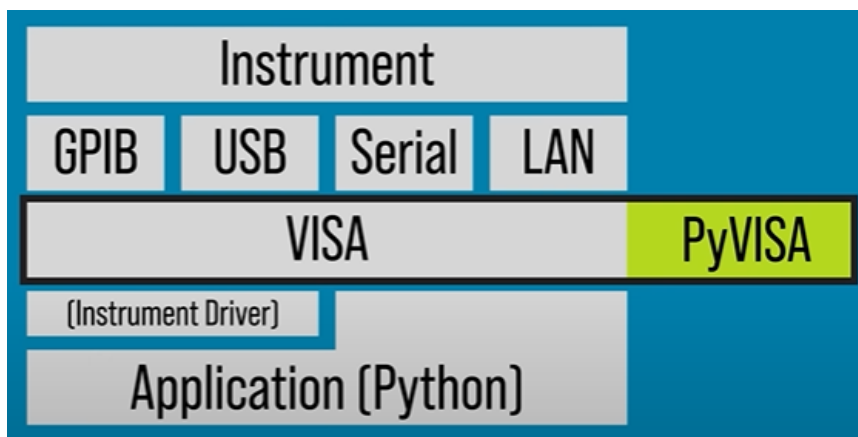 Instrument
GPIB USB Serial LAN
VISA PyVISA
(Instrument Driver)
Application (Python)